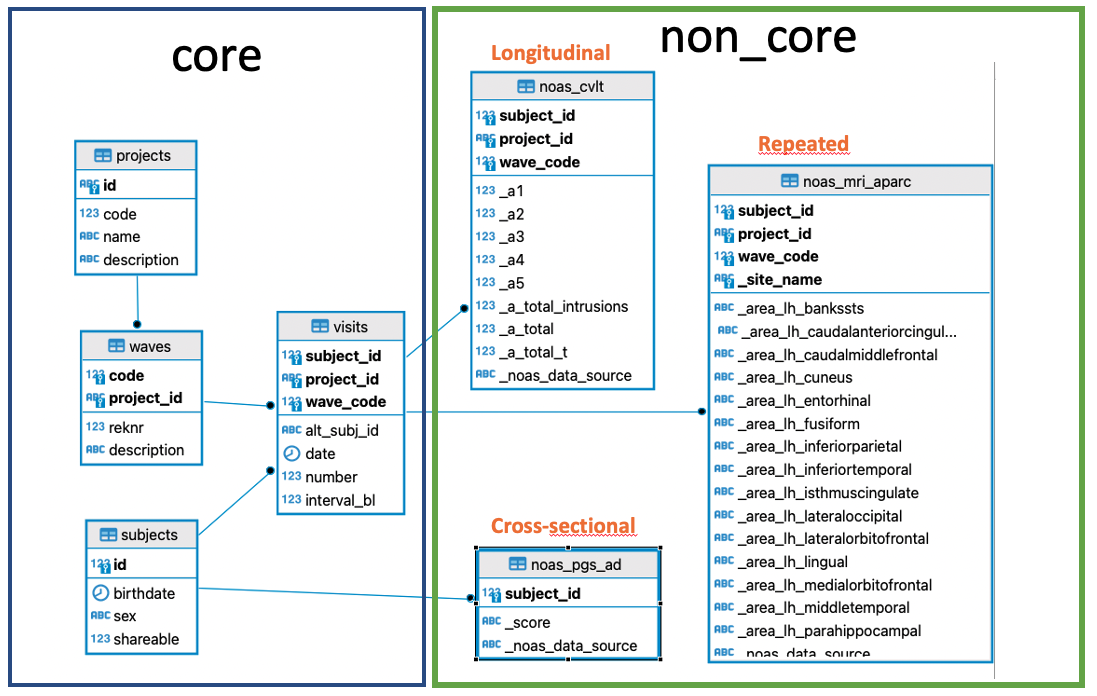 core
projects
ABC id
123 code
ABC name
ABC description
waves
123 code
ABC project_id
123 reknr
ABC description
subjects
123 id
birthdate
ABC sex
123 shareable
visits
123 subject_id
ABC project_id
123 wave_code
ABC alt_subj_id
date
123 number
123 interval_bl
non_core
Longitudinal
noas_cvlt
123 subject_id
ABC project_id
123 wave_code
123 _a1
123 _a2
123 _a3
123 _a4
123 _a5
123 _a_total_intrusions
123 _a_total
123 _a_total_t
ABC _noas_data_source
Cross-sectional
noas_pgs_ad
123 subject_id
ABC _score
ABC _noas_data_source
Repeated
noas_mri_aparc
123 subject_id
ABC project_id
123 wave_code
ABC _site_name
ABC _area_lh_bankssts
ABC _area_lh_caudalanteriorcingul...
ABC _area_lh_caudalmiddlefrontal
ABC _area_lh_cuneus
ABC _area_lh_entorhinal
ABC _area_lh_fusiform
ABC _area_lh_inferiorparietal
ABC _area_lh_inferiortemporal
ABC _area_lh_isthmuscingulate
ABC _area_lh_lateraloccipital
ABC _area_lh_lateralorbitofrontal
ABC _area_lh_lingual
ABC _area_lh_medialorbitofrontal
ABC _area_lh_middletemporal
ABC _area_lh_parahippocampal
ABC _noas_data_source